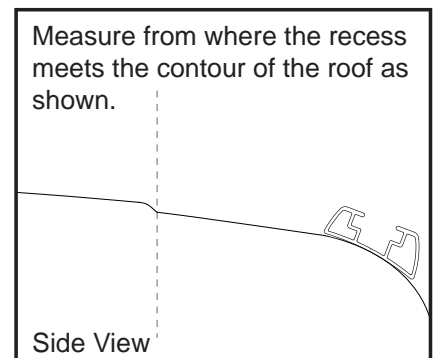 Measure from where the recess
meets the contour of the roof as
shown.
Side View